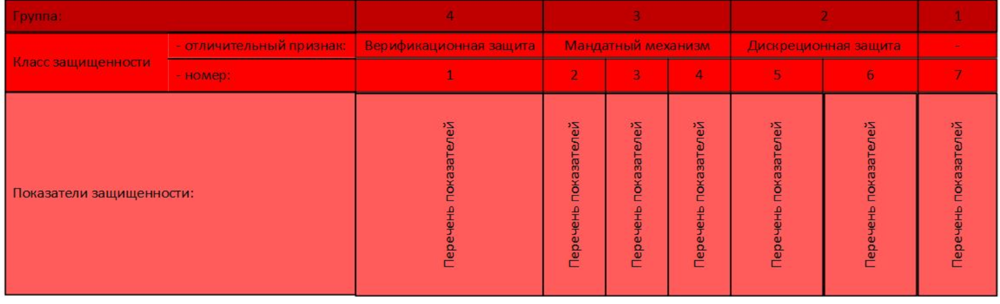 Группа: 4 3 2 1
- отличительный признак: Верификационная защита Мандатный механизм Дискреционная защита -
Класс защищенности
- номер: 1 2 3 4 5 6 7
Показатели защищенности:
Перечень показателей
Перечень показателей
Перечень показателей
Перечень показателей
Перечень показателей
Перечень показателей
Перечень показателей